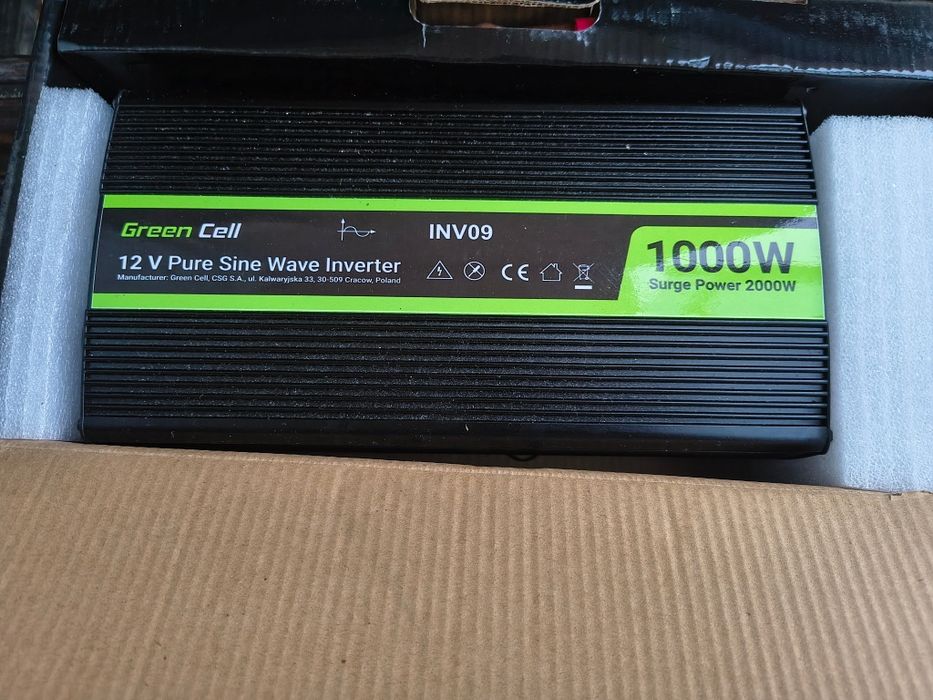 Green Cell
INV09
12 V Pure Sine Wave Inverter
Manufacturer: Green Cell, CSG S.A., ul. Kalwaryjska 33, 30-509 Cracow, Poland
CE
1000W
Surge Power 2000W